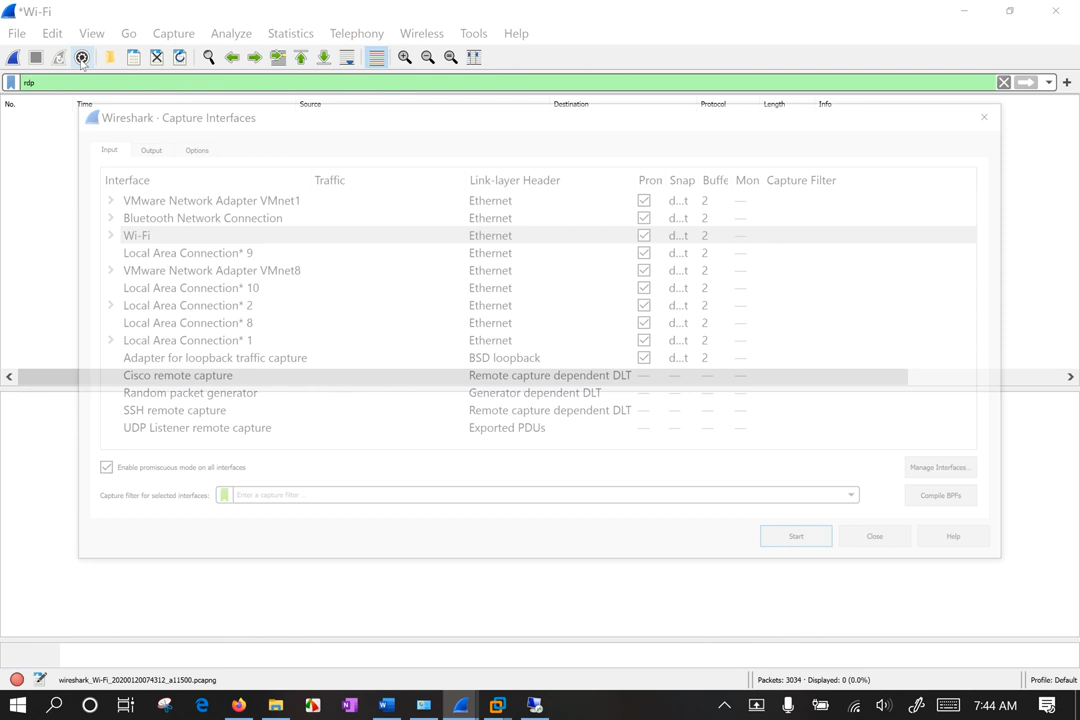 *Wi-Fi
File Edit View Go Capture Analyze Statistics Telephony Wireless Tools Help
rdp
No. Time Source Destination Protocol Length Info
Wireshark · Capture Interfaces
Input Output Options
Interface Traffic Link-layer Header Pron Snap Buffe Mon Capture Filter
VMware Network Adapter VMnet1 Ethernet d...t 2 —
Bluetooth Network Connection Ethernet d...t 2 —
Wi-Fi Ethernet d...t 2 —
Local Area Connection* 9 Ethernet d...t 2 —
VMware Network Adapter VMnet8 Ethernet d...t 2 —
Local Area Connection* 10 Ethernet d...t 2 —
Local Area Connection* 2 Ethernet d...t 2 —
Local Area Connection* 8 Ethernet d...t 2 —
Local Area Connection* 1 Ethernet d...t 2 —
Adapter for loopback traffic capture BSD loopback d...t 2 —
Cisco remote capture Remote capture dependent DLT — — — —
Random packet generator Generator dependent DLT — — — —
SSH remote capture Remote capture dependent DLT — — — —
UDP Listener remote capture Exported PDUs — — — —
Enable promiscuous mode on all interfaces Manage Interfaces...
Capture filter for selected interfaces: Enter a capture filter ... Compile BPFs
Start Close Help
wireshark_Wi-Fi_20200120074312_a11500.pcapng Packets: 3034 · Displayed: 0 (0.0%) Profile: Default
7:44 AM